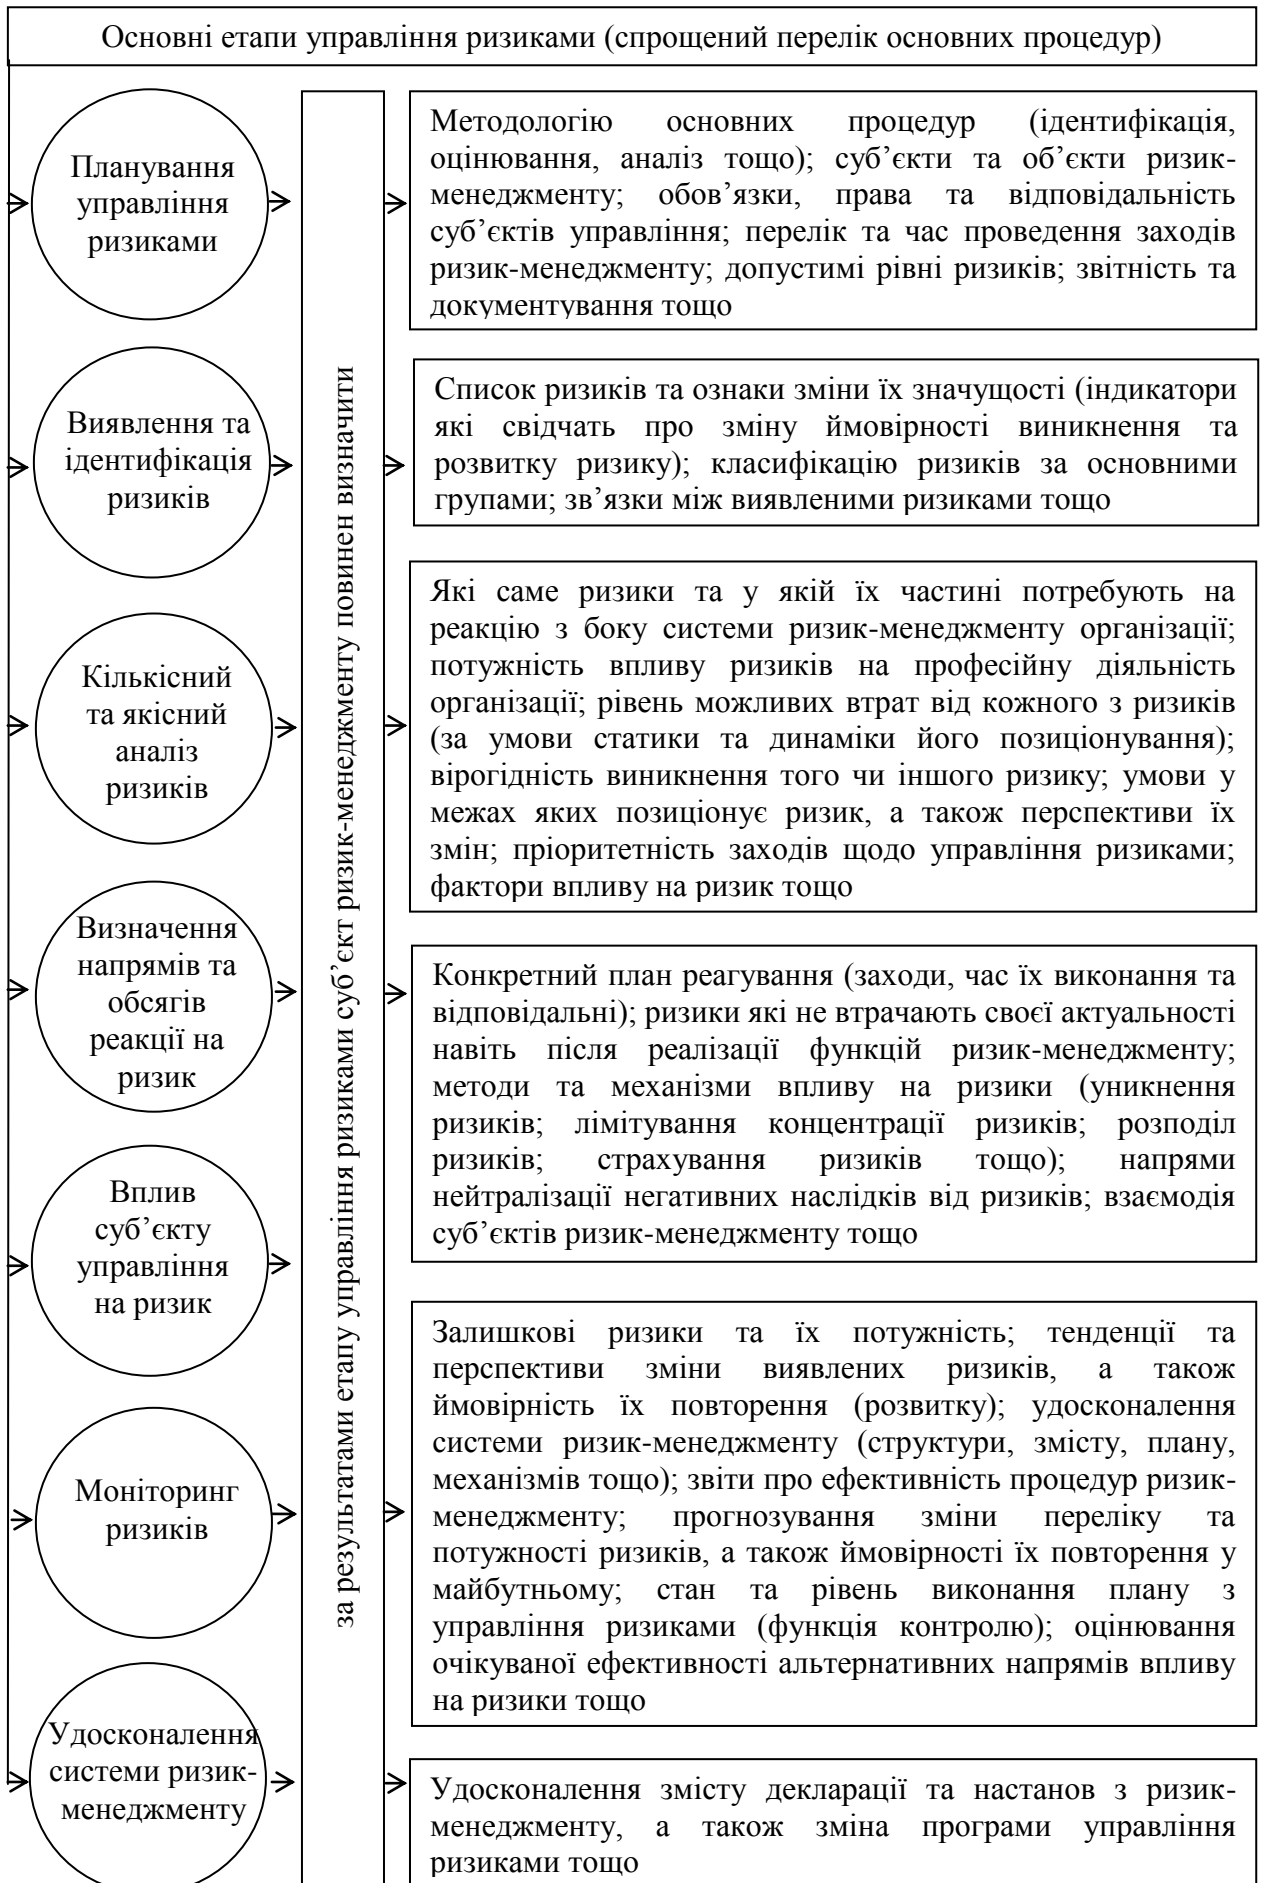 Основні етапи управління ризиками (спрощений перелік основних процедур)
Планування
управління
ризиками
Методологію основних процедур (ідентифікація,
оцінювання, аналіз тощо); суб’єкти та об’єкти ризик-
менеджменту; обов’язки, права та відповідальність
суб’єктів управління; перелік та час проведення заходів
ризик-менеджменту; допустимі рівні ризиків; звітність та
документування тощо
Виявлення та
ідентифікація
ризиків
Список ризиків та ознаки зміни їх значущості (індикатори
які свідчать про зміну ймовірності виникнення та
розвитку ризику); класифікацію ризиків за основними
групами; зв’язки між виявленими ризиками тощо
Кількісний
та якісний
аналіз
ризиків
Які саме ризики та у якій їх частині потребують на
реакцію з боку системи ризик-менеджменту організації;
потужність впливу ризиків на професійну діяльність
організації; рівень можливих втрат від кожного з ризиків
(за умови статики та динаміки його позиціонування);
вірогідність виникнення того чи іншого ризику; умови у
межах яких позиціонує ризик, а також перспективи їх
змін; пріоритетність заходів щодо управління ризиками;
фактори впливу на ризик тощо
Визначення
напрямів та
обсягів
реакції на
ризик
Конкретний план реагування (заходи, час їх виконання та
відповідальні); ризики які не втрачають своєї актуальності
навіть після реалізації функцій ризик-менеджменту;
методи та механізми впливу на ризики (уникнення
ризиків; лімітування концентрації ризиків; розподіл
ризиків; страхування ризиків тощо); напрями
нейтралізації негативних наслідків від ризиків; взаємодія
суб’єктів ризик-менеджменту тощо
Вплив
суб’єкту
управління
на ризик
Моніторинг
ризиків
Залишкові ризики та їх потужність; тенденції та
перспективи зміни виявлених ризиків, а також
ймовірність їх повторення (розвитку); удосконалення
системи ризик-менеджменту (структури, змісту, плану,
механізмів тощо); звіти про ефективність процедур ризик-
менеджменту; прогнозування зміни переліку та
потужності ризиків, а також ймовірності їх повторення у
майбутньому; стан та рівень виконання плану з
управління ризиками (функція контролю); оцінювання
очікуваної ефективності альтернативних напрямів впливу
на ризики тощо
Удосконалення
системи ризик-
менеджменту
Удосконалення змісту декларації та настанов з ризик-
менеджменту, а також зміна програми управління
ризиками тощо
за результатами етапу управління ризиками суб’єкт ризик-менеджменту повинен визначити